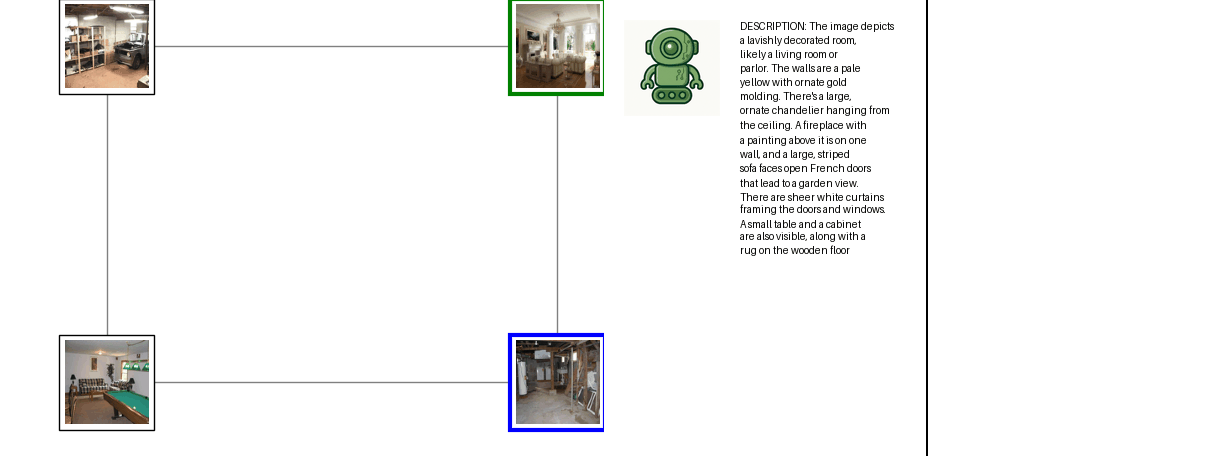 DESCRIPTION: The image depicts
a lavishly decorated room,
likely a living room or
parlor. The walls are a pale
yellow with ornate gold
molding. There's a large,
ornate chandelier hanging from
the ceiling. A fireplace with
a painting above it is on one
wall, and a large, striped
sofa faces open French doors
that lead to a garden view.
There are sheer white curtains
framing the doors and windows.
A small table and a cabinet
are also visible, along with a
rug on the wooden floor